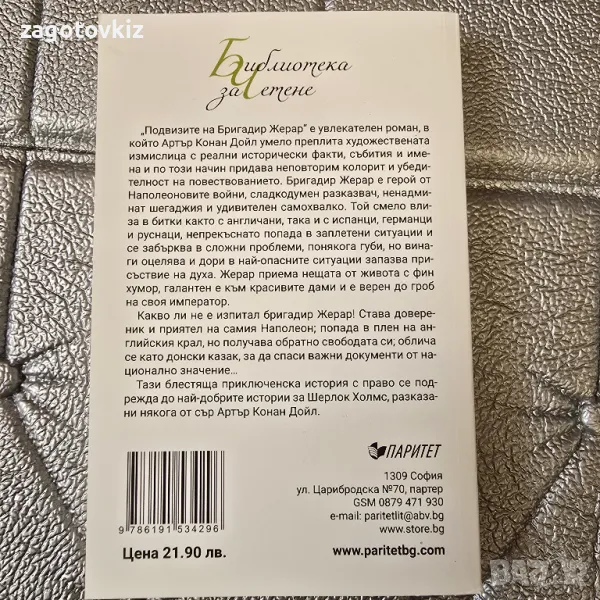 zagotovkiz
Библиотека
за Четене
„Подвизите на Бригадир Жерар“ е увлекателен роман, в
който Артър Конан Дойл умело преплита художествената
измислица с реални исторически факти, събития и име-
на и по този начин придава неповторим колорит и убеди-
телност на повествованието. Бригадир Жерар е герой от
Наполеоновите войни, сладкодумен разказвач, ненадми-
нат шегаджия и удивителен самохвалко. Той смело вли-
за в битки както с англичани, така и с испанци, германци
и руснаци, непрекъснато попада в заплетени ситуации и
се забърква в сложни проблеми, понякога губи, но вина-
ги оцелява и дори в най-опасните ситуации запазва при-
съствие на духа. Жерар приема нещата от живота с фин
хумор, галантен е към красивите дами и е верен до гроб
на своя император.
Какво ли не е изпитал бригадир Жерар! Става довере-
ник и приятел на самия Наполеон; попада в плен на ан-
глийския крал, но получава обратно свободата си; облича
се като донски казак, за да спаси важни документи от на-
ционално значение...
Тази блестяща приключенска история с право се под-
режда до най-добрите истории за Шерлок Холмс, разказа-
ни някога от сър Артър Конан Дойл.
ПАРИТЕТ
1309 София
ул. Царибродска №70, партер
GSM 0879 471 930
e-mail: paritetlit@abv.bg
www.store.bg
www.paritetbg.com
9 786191 534296
Цена 21.90 лв.
BAZAR